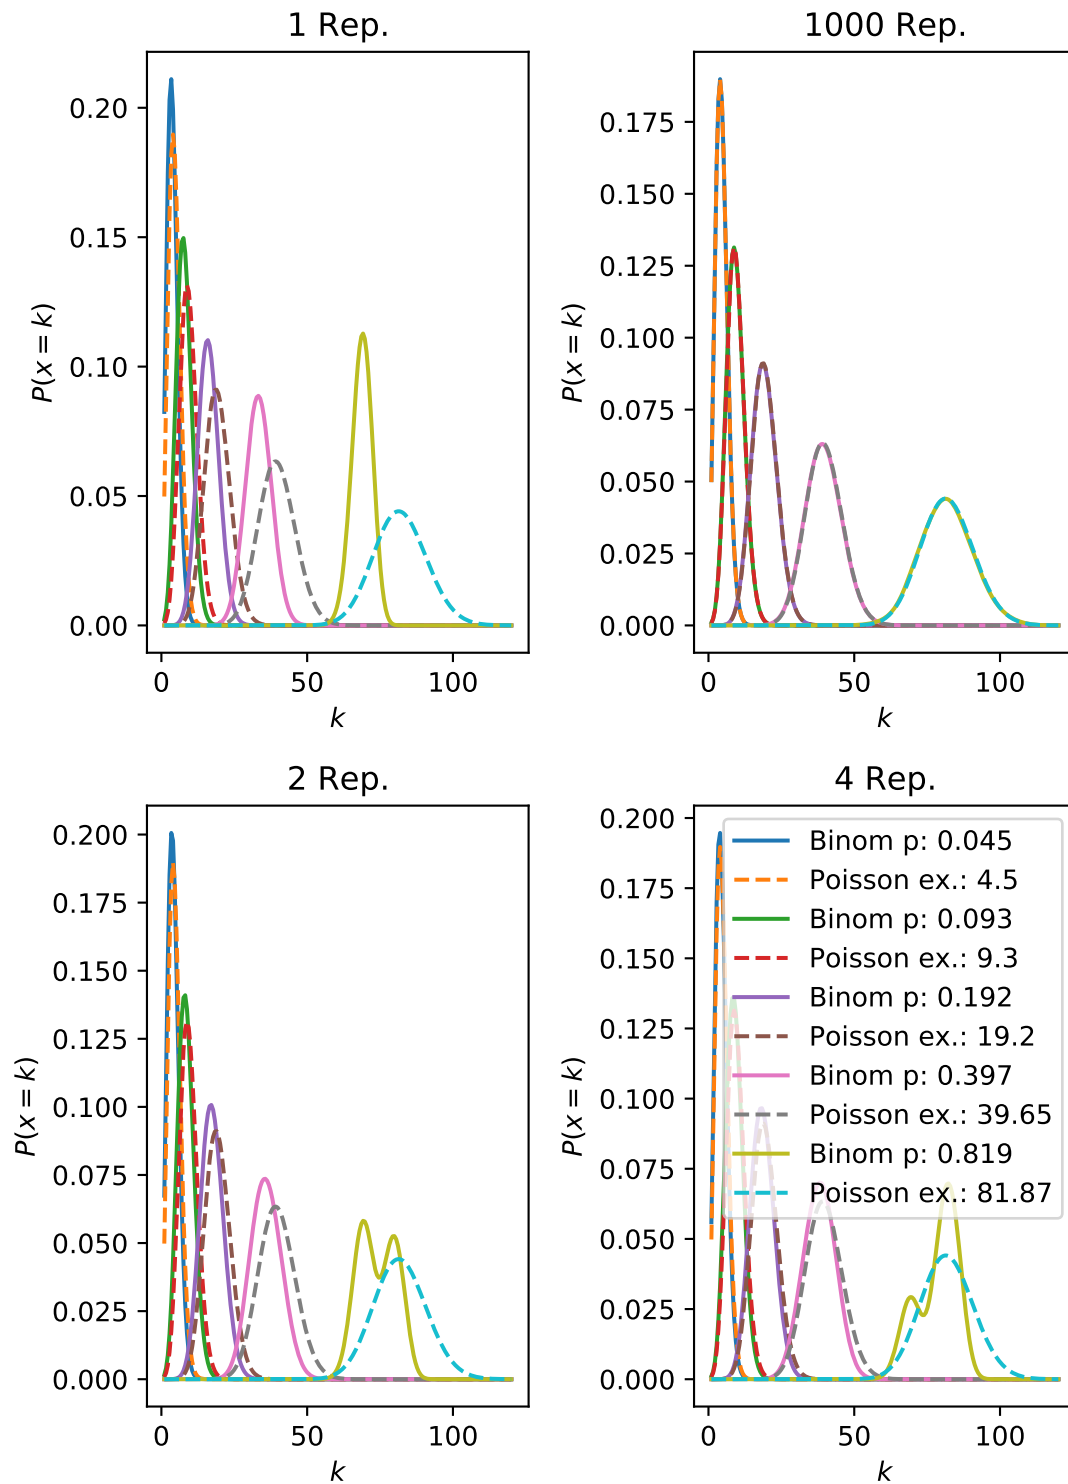 1 Rep.
0.20
0.15
0.10
0.05
0.00
P(x = k)
0
50
100
k
1000 Rep.
0.175
0.150
0.125
0.100
0.075
0.050
0.025
0.000
P(x = k)
0
50
100
k
2 Rep.
0.200
0.175
0.150
0.125
0.100
0.075
0.050
0.025
0.000
P(x = k)
0
50
100
k
4 Rep.
0.200
0.175
0.150
0.125
0.100
0.075
0.050
0.025
0.000
P(x = k)
0
50
100
k
Binom p: 0.045
Poisson ex.: 4.5
Binom p: 0.093
Poisson ex.: 9.3
Binom p: 0.192
Poisson ex.: 19.2
Binom p: 0.397
Poisson ex.: 39.65
Binom p: 0.819
Poisson ex.: 81.87